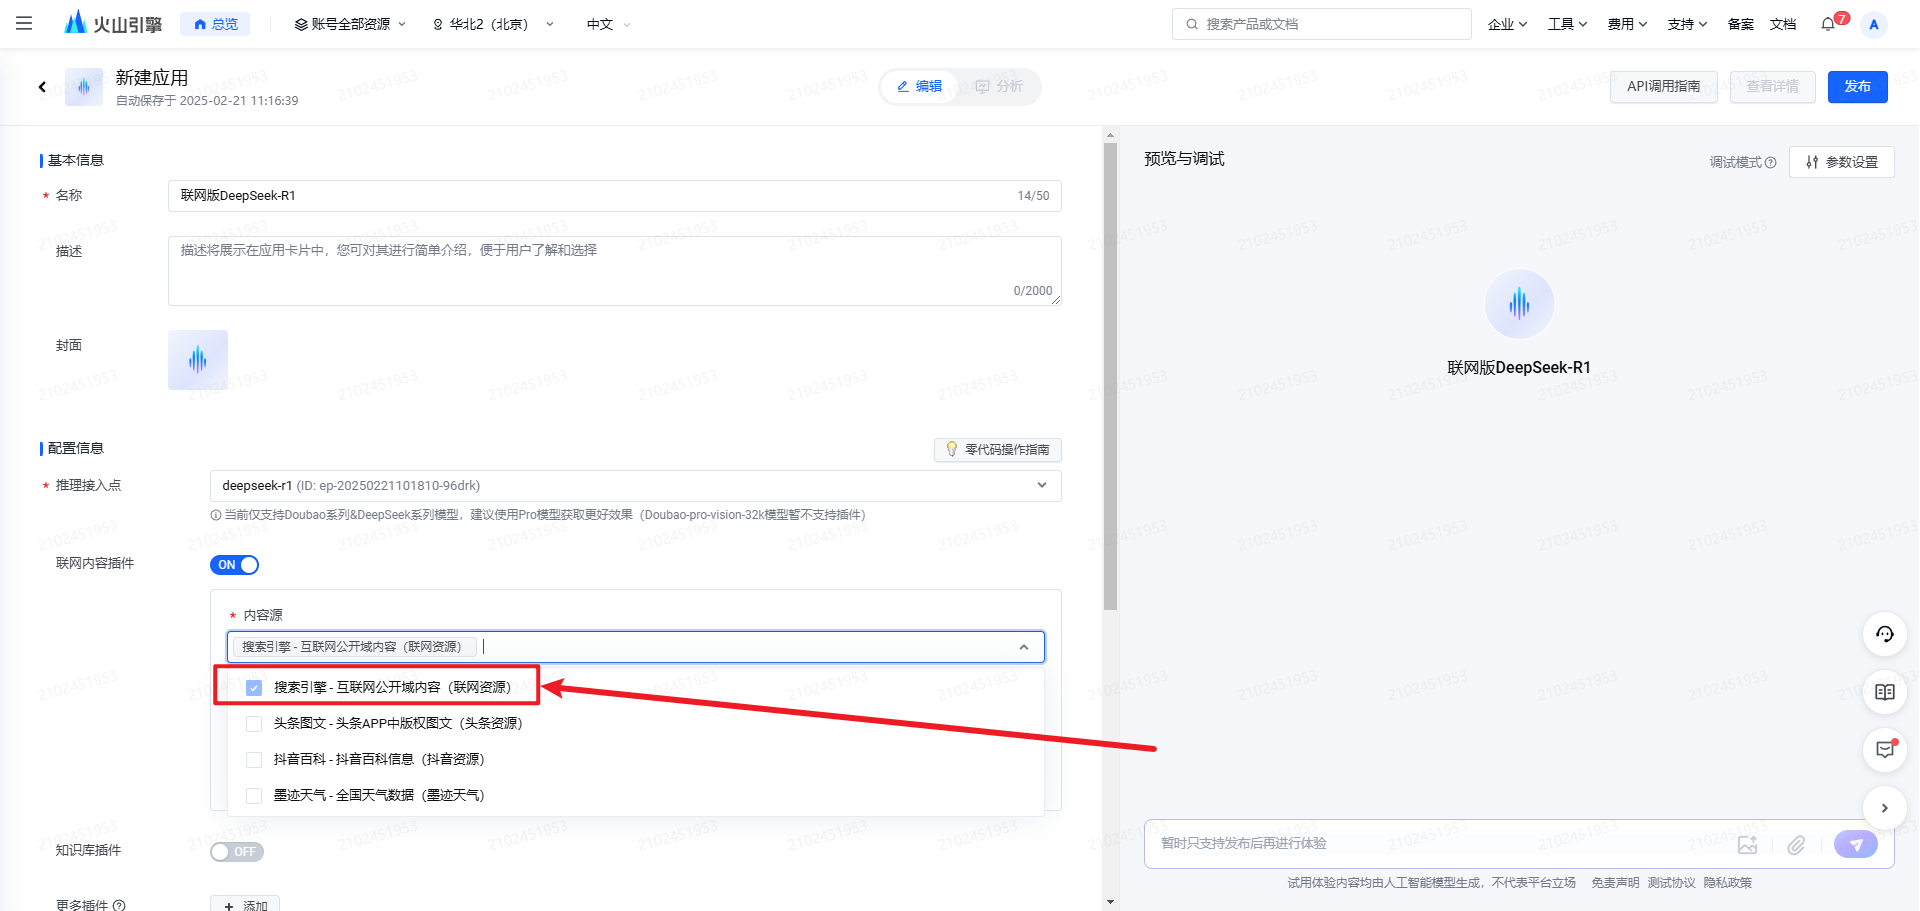 火山引擎
总览
账号全部资源
华北2（北京）
中文
搜索产品或文档
企业
工具
费用
支持
备案
文档
7
A
新建应用
自动保存于 2025-02-21 11:16:39
编辑
分析
API调用指南
查看详情
发布
基本信息
* 名称
联网版DeepSeek-R1
14/50
描述
描述将展示在应用卡片中，您可对其进行简单介绍，便于用户了解和选择
0/2000
封面
配置信息
零代码操作指南
* 推理接入点
deepseek-r1 (ID: ep-20250221101810-96drk)
当前仅支持Doubao系列&DeepSeek系列模型，建议使用Pro模型获取更好效果（Doubao-pro-vision-32k模型暂不支持插件）
联网内容插件
ON
* 内容源
搜索引擎 - 互联网公开域内容（联网资源）
搜索引擎 - 互联网公开域内容（联网资源）
头条图文 - 头条APP中版权图文（头条资源）
抖音百科 - 抖音百科信息（抖音资源）
墨迹天气 - 全国天气数据（墨迹天气）
知识库插件
OFF
更多插件
+ 添加
预览与调试
调试模式
参数设置
联网版DeepSeek-R1
暂时只支持发布后再进行体验
试用体验内容均由人工智能模型生成，不代表平台立场 免责声明 测试协议 隐私政策
2102451953